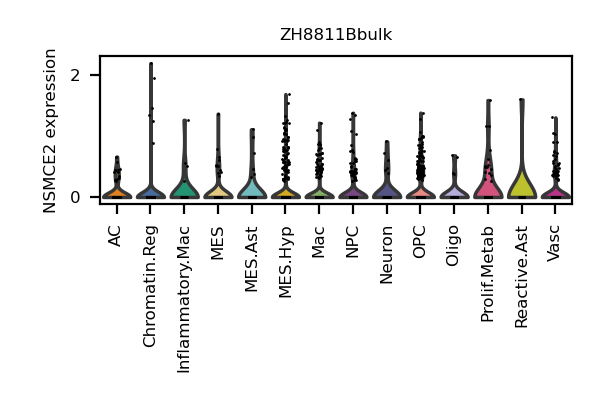 ZH8811Bbulk
NSMCE2 expression
2
0
AC
Chromatin.Reg
Inflammatory.Mac
MES
MES.Ast
MES.Hyp
Mac
NPC
Neuron
OPC
Oligo
Prolif.Metab
Reactive.Ast
Vasc